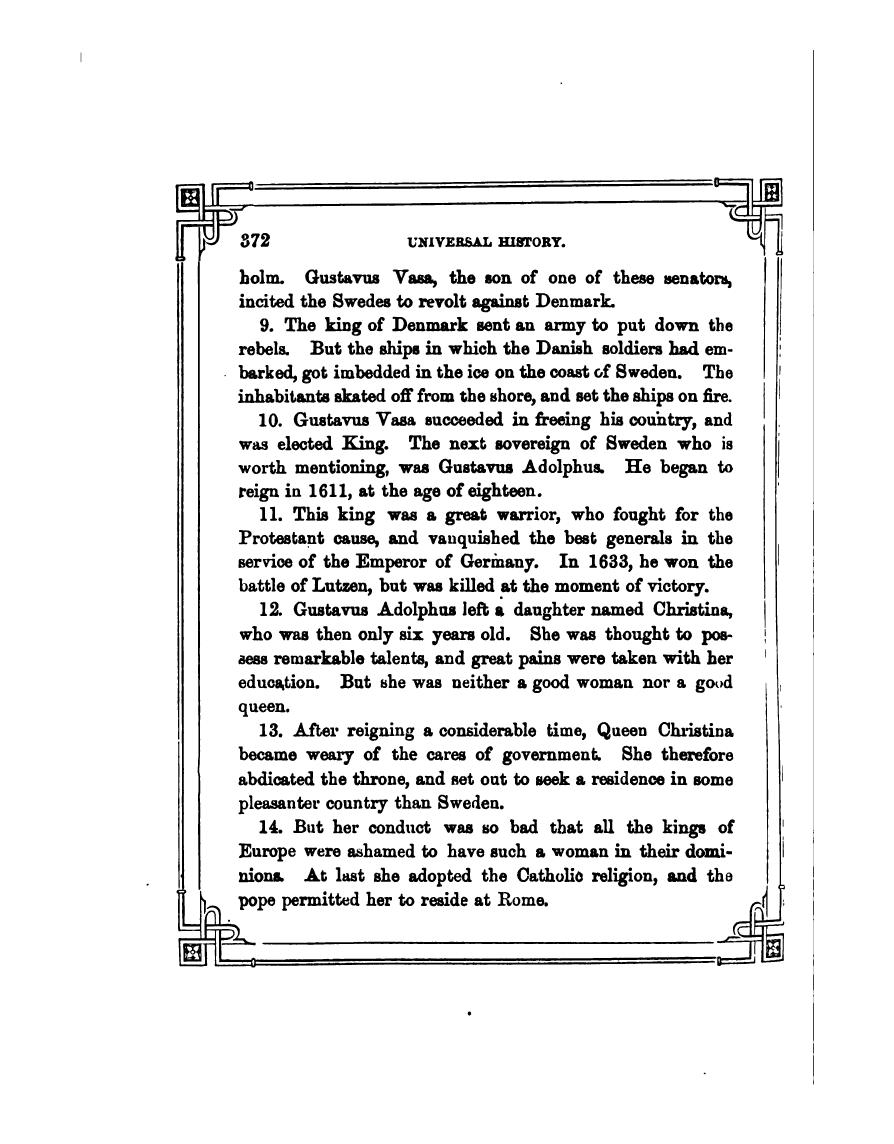 372 UNIVERSAL HISTORY.
holm. Gustavus Vasa, the son of one of these senators,
incited the Swedes to revolt against Denmark.
9. The king of Denmark sent an army to put down the
rebels. But the ships in which the Danish soldiers had em-
barked, got imbedded in the ice on the coast of Sweden. The
inhabitants skated off from the shore, and set the ships on fire.
10. Gustavus Vasa succeeded in freeing his country, and
was elected King. The next sovereign of Sweden who is
worth mentioning, was Gustavus Adolphus. He began to
reign in 1611, at the age of eighteen.
11. This king was a great warrior, who fought for the
Protestant cause, and vanquished the best generals in the
service of the Emperor of Germany. In 1633, he won the
battle of Lutzen, but was killed at the moment of victory.
12. Gustavus Adolphus left a daughter named Christina,
who was then only six years old. She was thought to pos-
sess remarkable talents, and great pains were taken with her
education. But she was neither a good woman nor a good
queen.
13. After reigning a considerable time, Queen Christina
became weary of the cares of government. She therefore
abdicated the throne, and set out to seek a residence in some
pleasanter country than Sweden.
14. But her conduct was so bad that all the kings of
Europe were ashamed to have such a woman in their domi-
nions. At last she adopted the Catholic religion, and the
pope permitted her to reside at Rome.